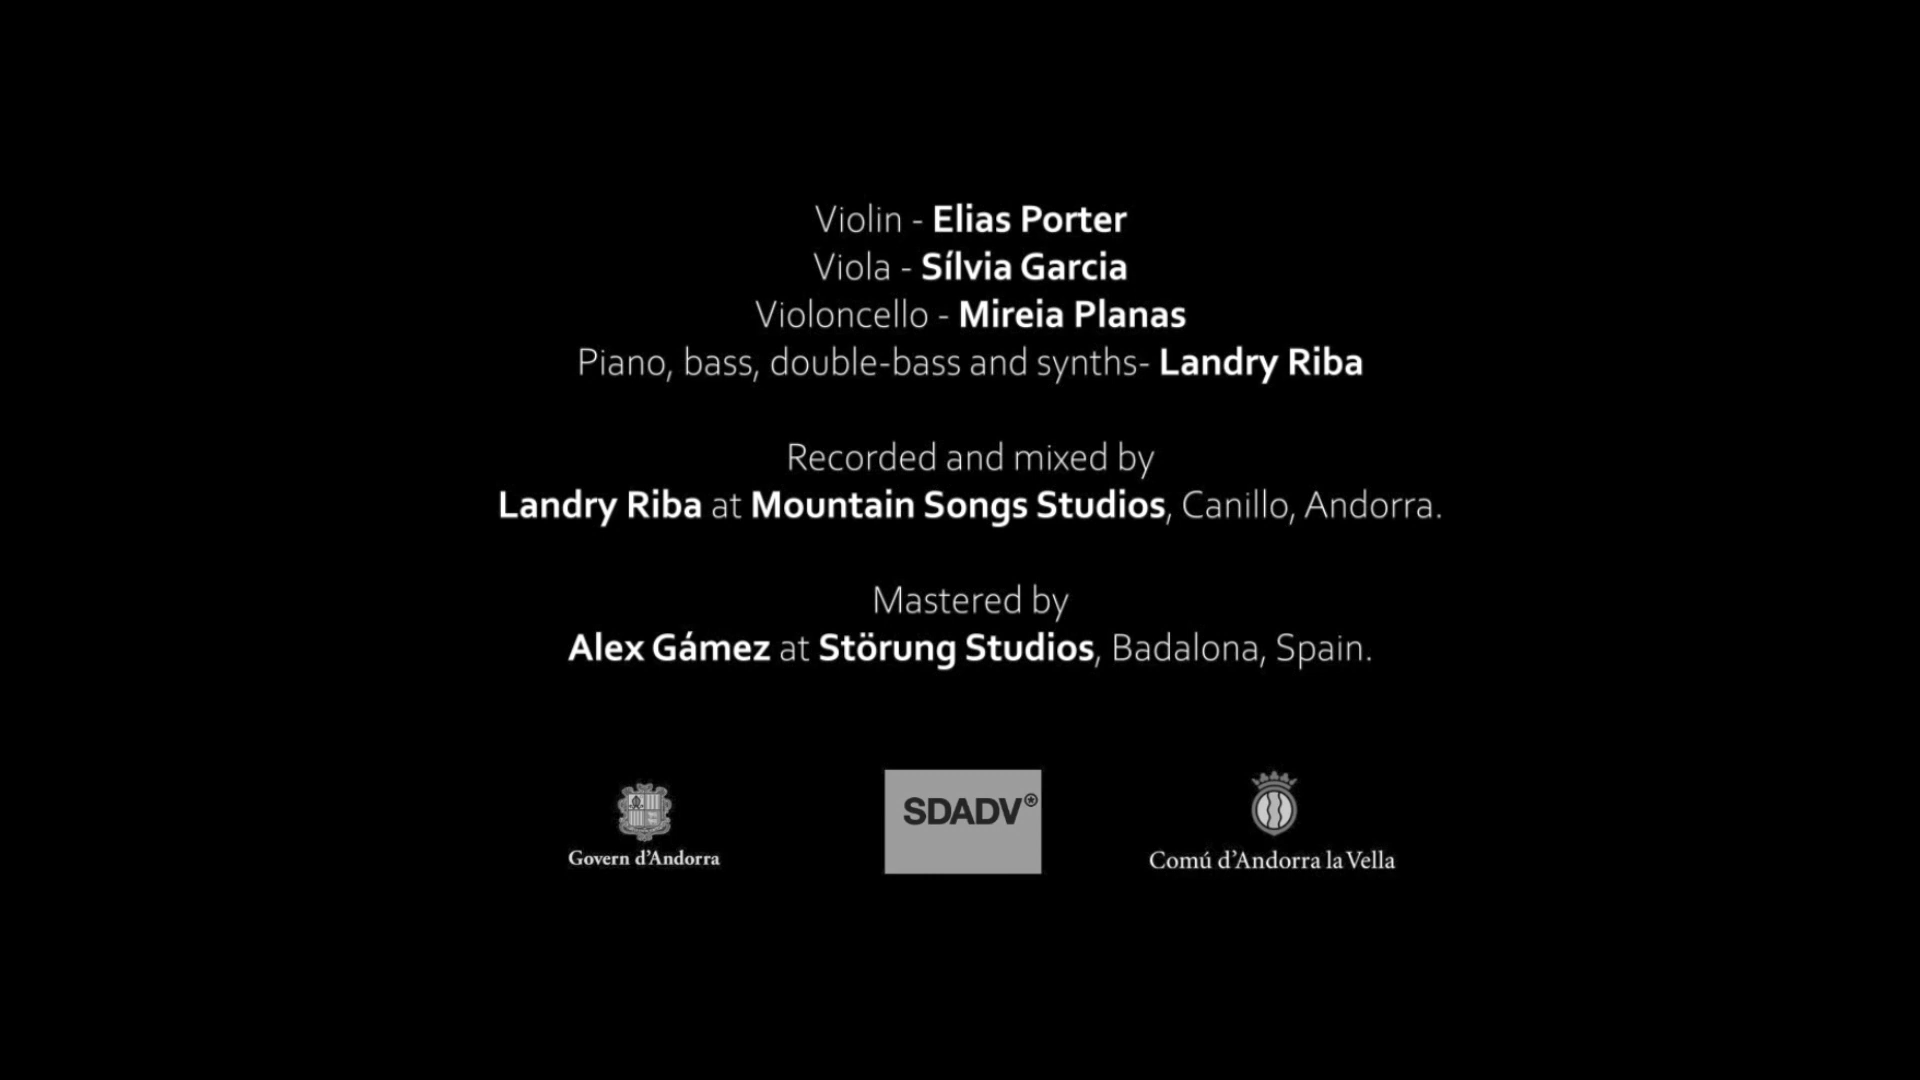 Violin - Elias Porter
Viola - Sílvia Garcia
Violoncello - Mireia Planas
Piano, bass, double-bass and synths- Landry Riba
Recorded and mixed by
Landry Riba at Mountain Songs Studios, Canillo, Andorra.
Mastered by
Alex Gámez at Störung Studios, Badalona, Spain.
Govern d'Andorra
SDADV
Comú d'Andorra la Vella